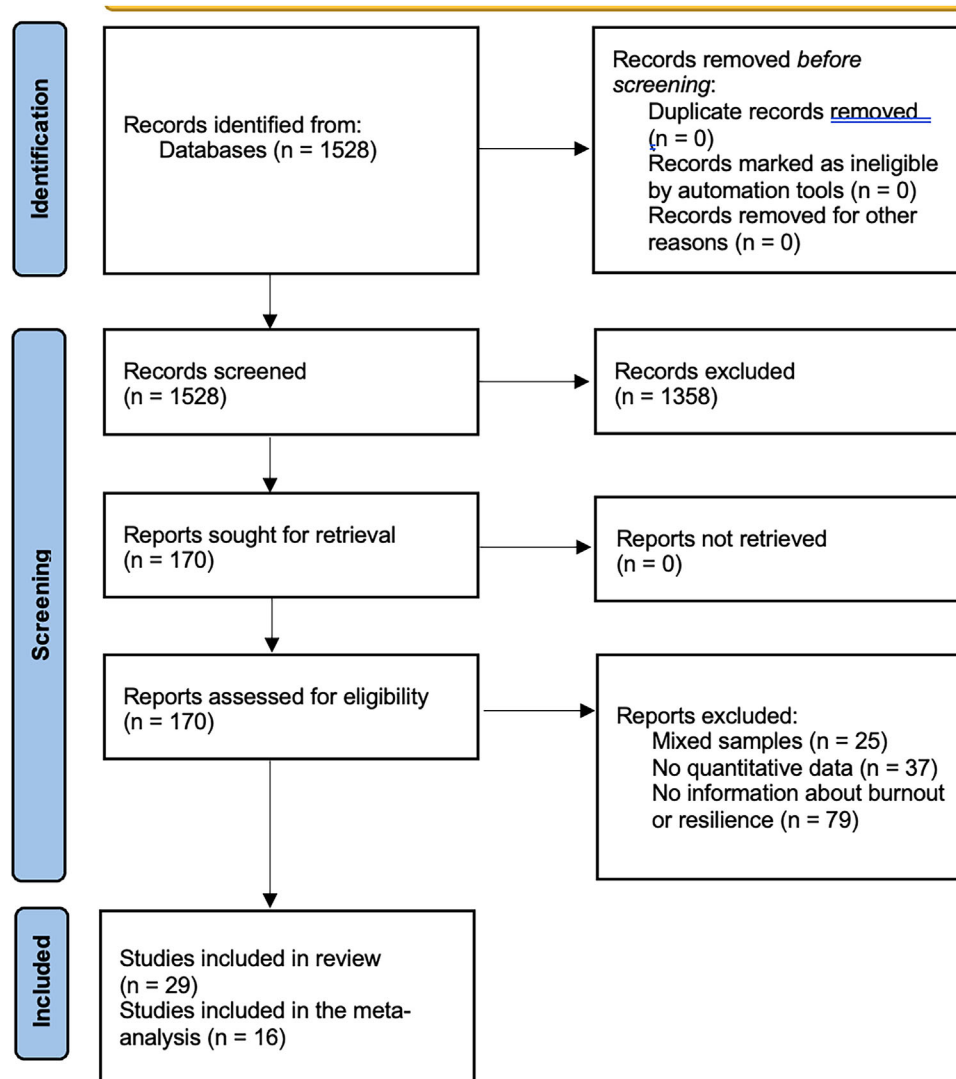 Identification
Records identified from:
Databases (n = 1528)
Records removed before
screening:
Duplicate records removed
(n = 0)
Records marked as ineligible
by automation tools (n = 0)
Records removed for other
reasons (n = 0)
Screening
Records screened
(n = 1528)
Records excluded
(n = 1358)
Reports sought for retrieval
(n = 170)
Reports not retrieved
(n = 0)
Reports assessed for eligibility
(n = 170)
Reports excluded:
Mixed samples (n = 25)
No quantitative data (n = 37)
No information about burnout
or resilience (n = 79)
Included
Studies included in review
(n = 29)
Studies included in the meta-
analysis (n = 16)